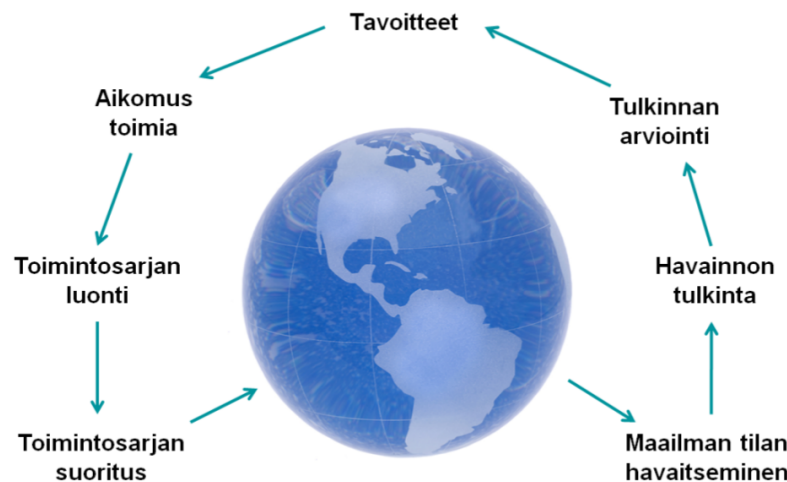 Tavoitteet
Aikomus
toimia
Toimintosarjan
luonti
Toimintosarjan
suoritus
Maailman tilan
havaitseminen
Havainnon
tulkinta
Tulkinnan
arviointi